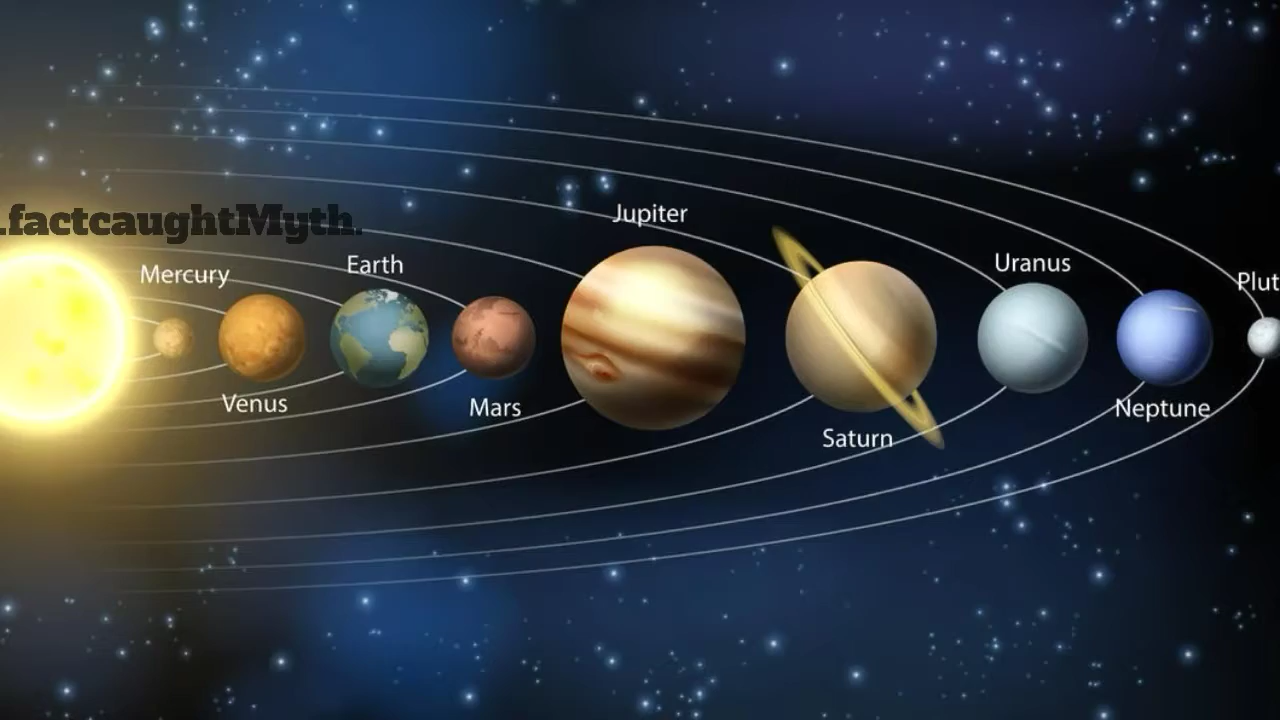 .factcaughtMyth.
Jupiter
Mercury
Earth
Uranus
Plut
Venus
Mars
Neptune
Saturn